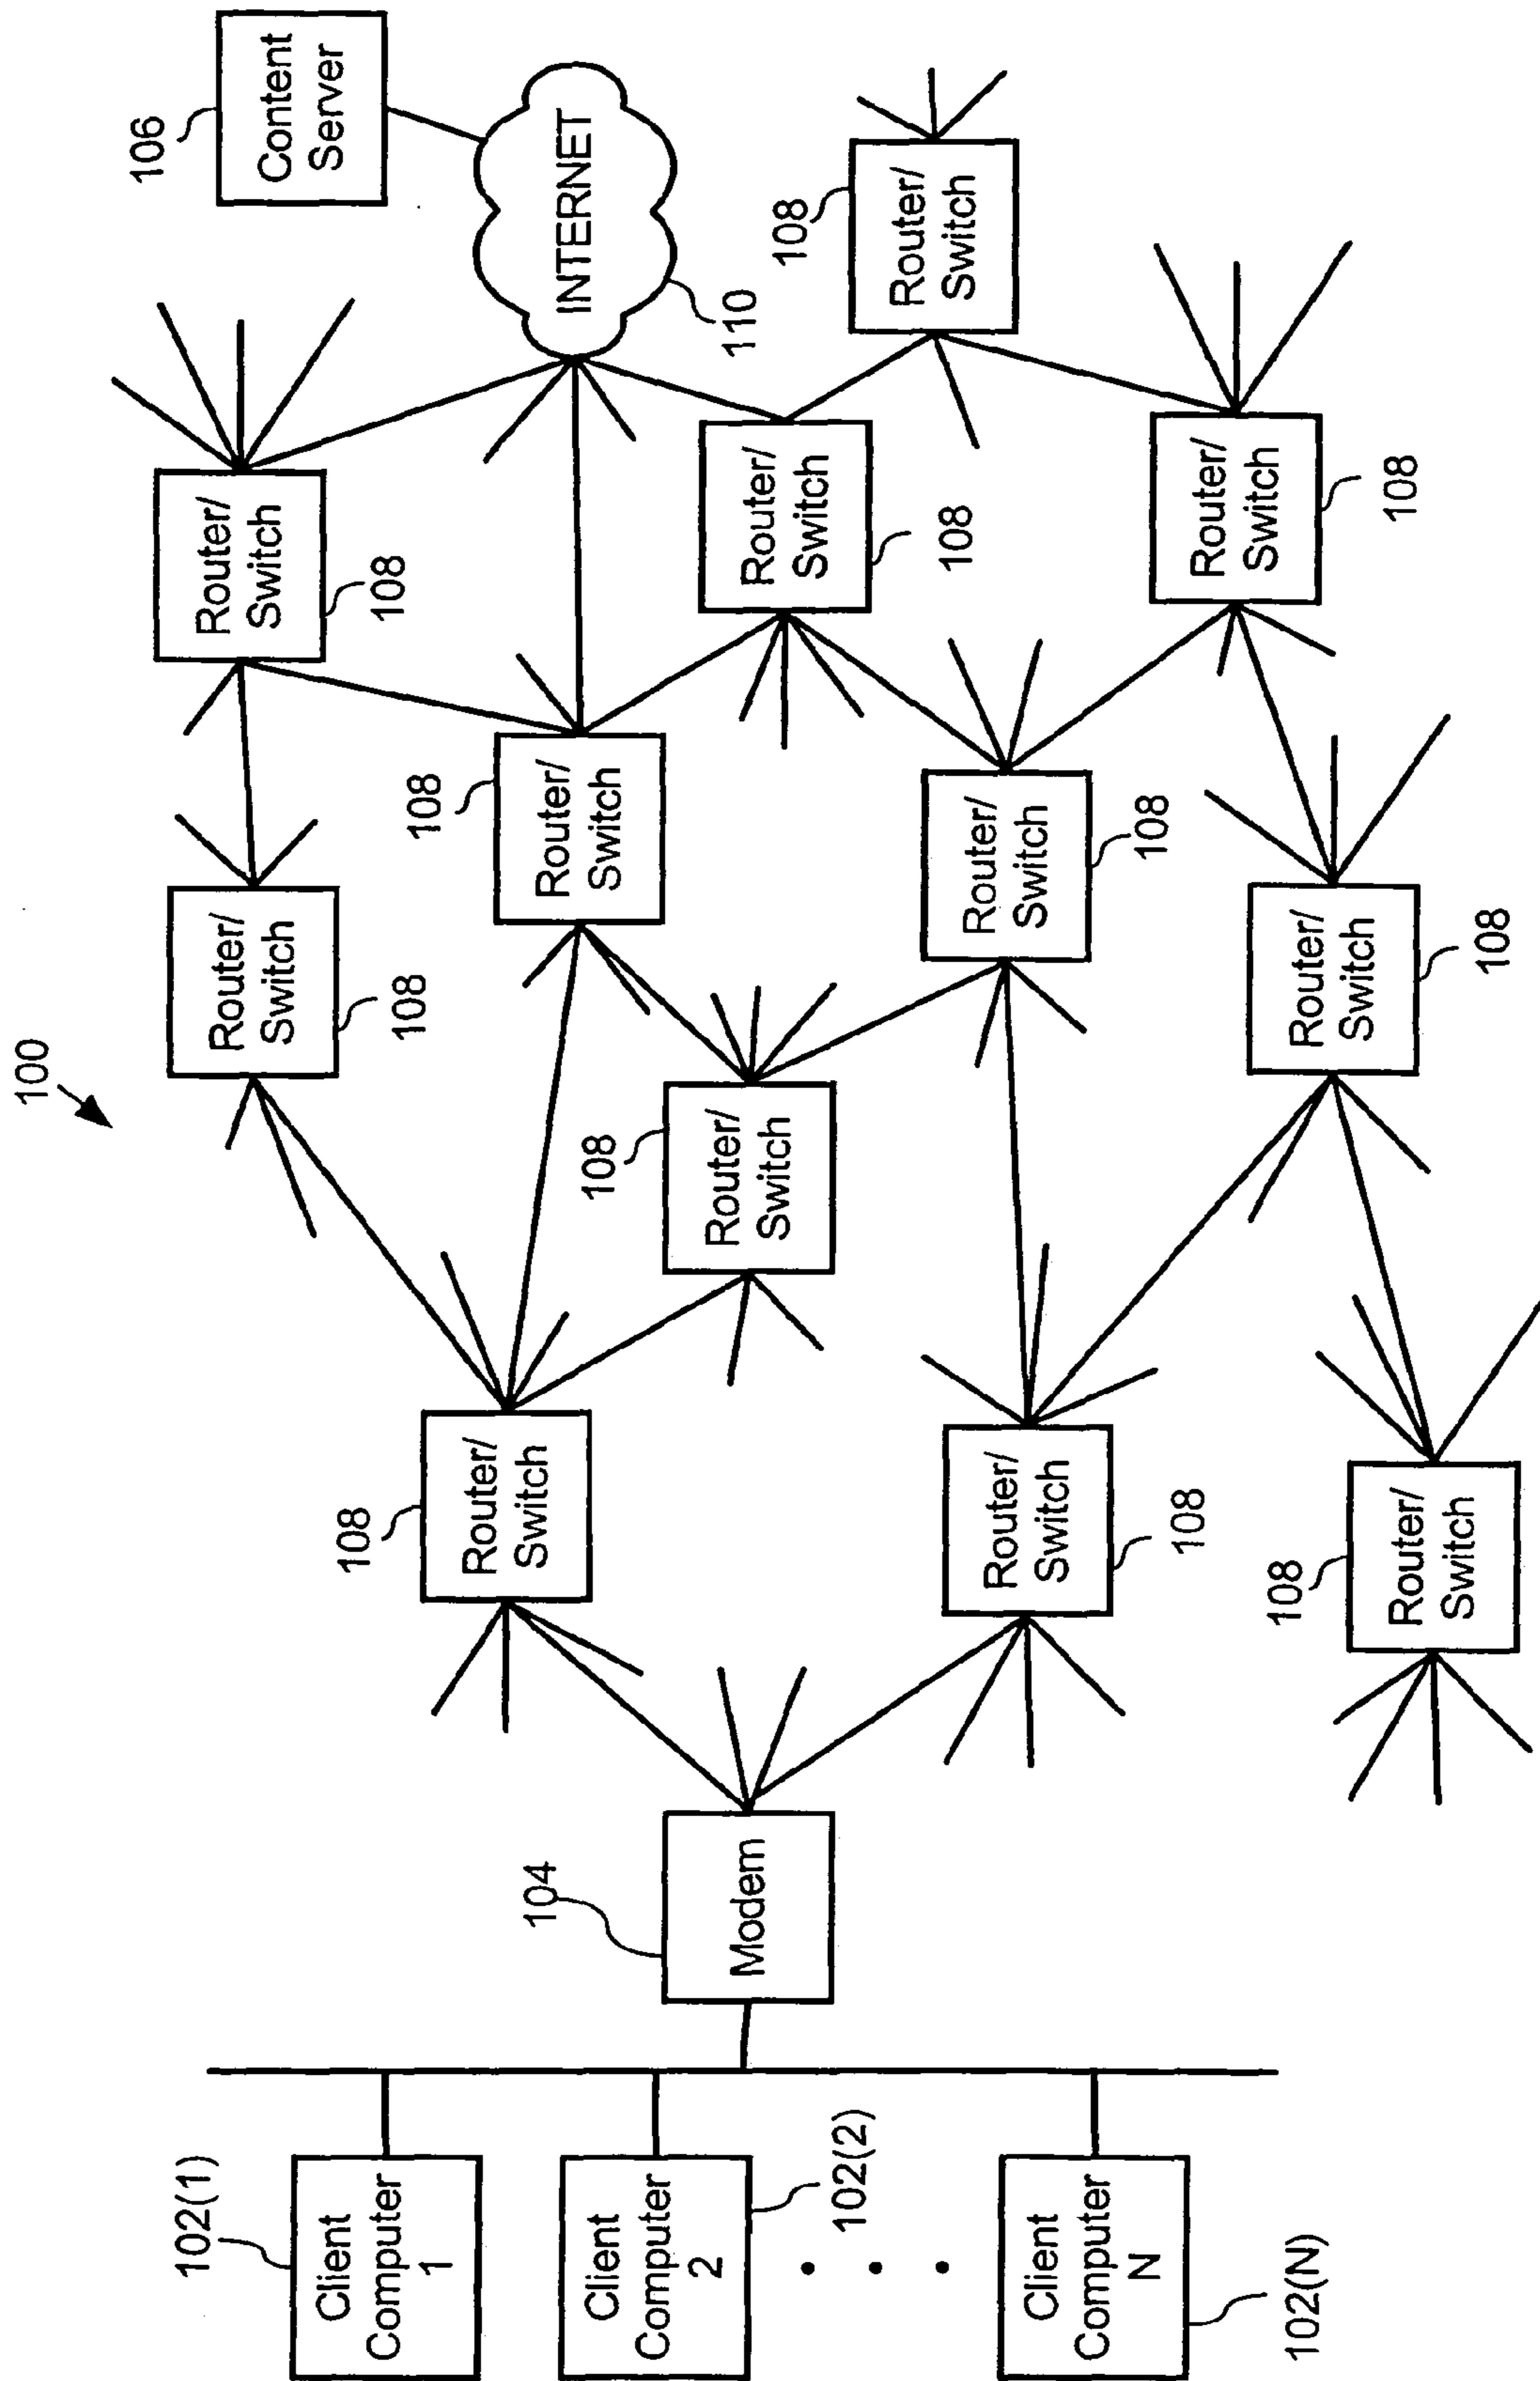 100
102(1)
Client
Computer
1
102(2)
Client
Computer
2
102(N)
Client
Computer
N
104
Modem
108
Router/
Switch
108
Router/
Switch
108
Router/
Switch
108
Router/
Switch
108
Router/
Switch
108
Router/
Switch
108
Router/
Switch
108
Router/
Switch
108
Router/
Switch
108
Router/
Switch
108
Router/
Switch
108
Router/
Switch
106
Content
Server
INTERNET
110